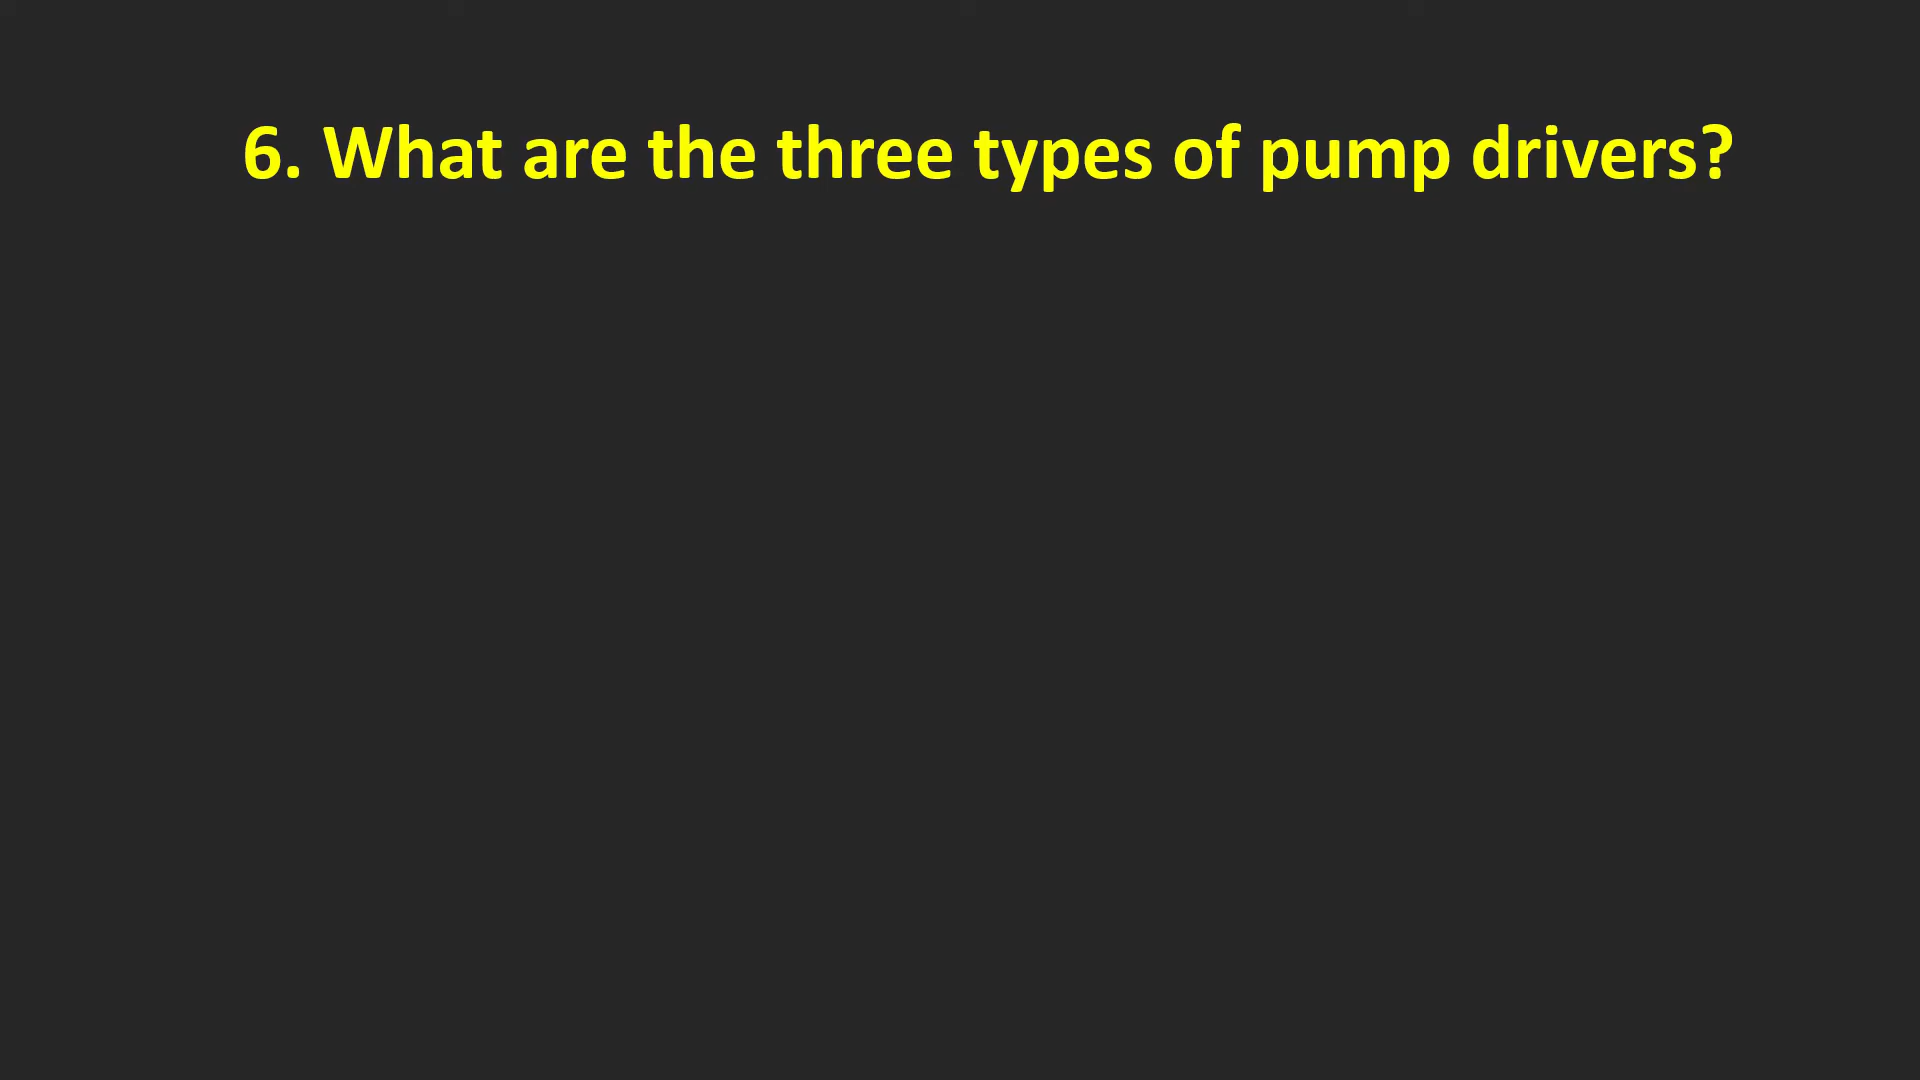 6. What are the three types of pump drivers?